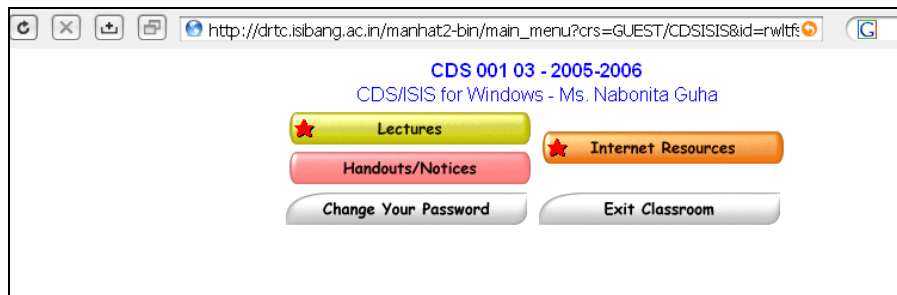 http://drtc.isibang.ac.in/manhat2-bin/main_menu?crs=GUEST/CDSISIS&id=rwltfs
G
CDS 001 03 - 2005-2006
CDS/ISIS for Windows - Ms. Nabonita Guha
Lectures
Internet Resources
Handouts/Notices
Change Your Password
Exit Classroom